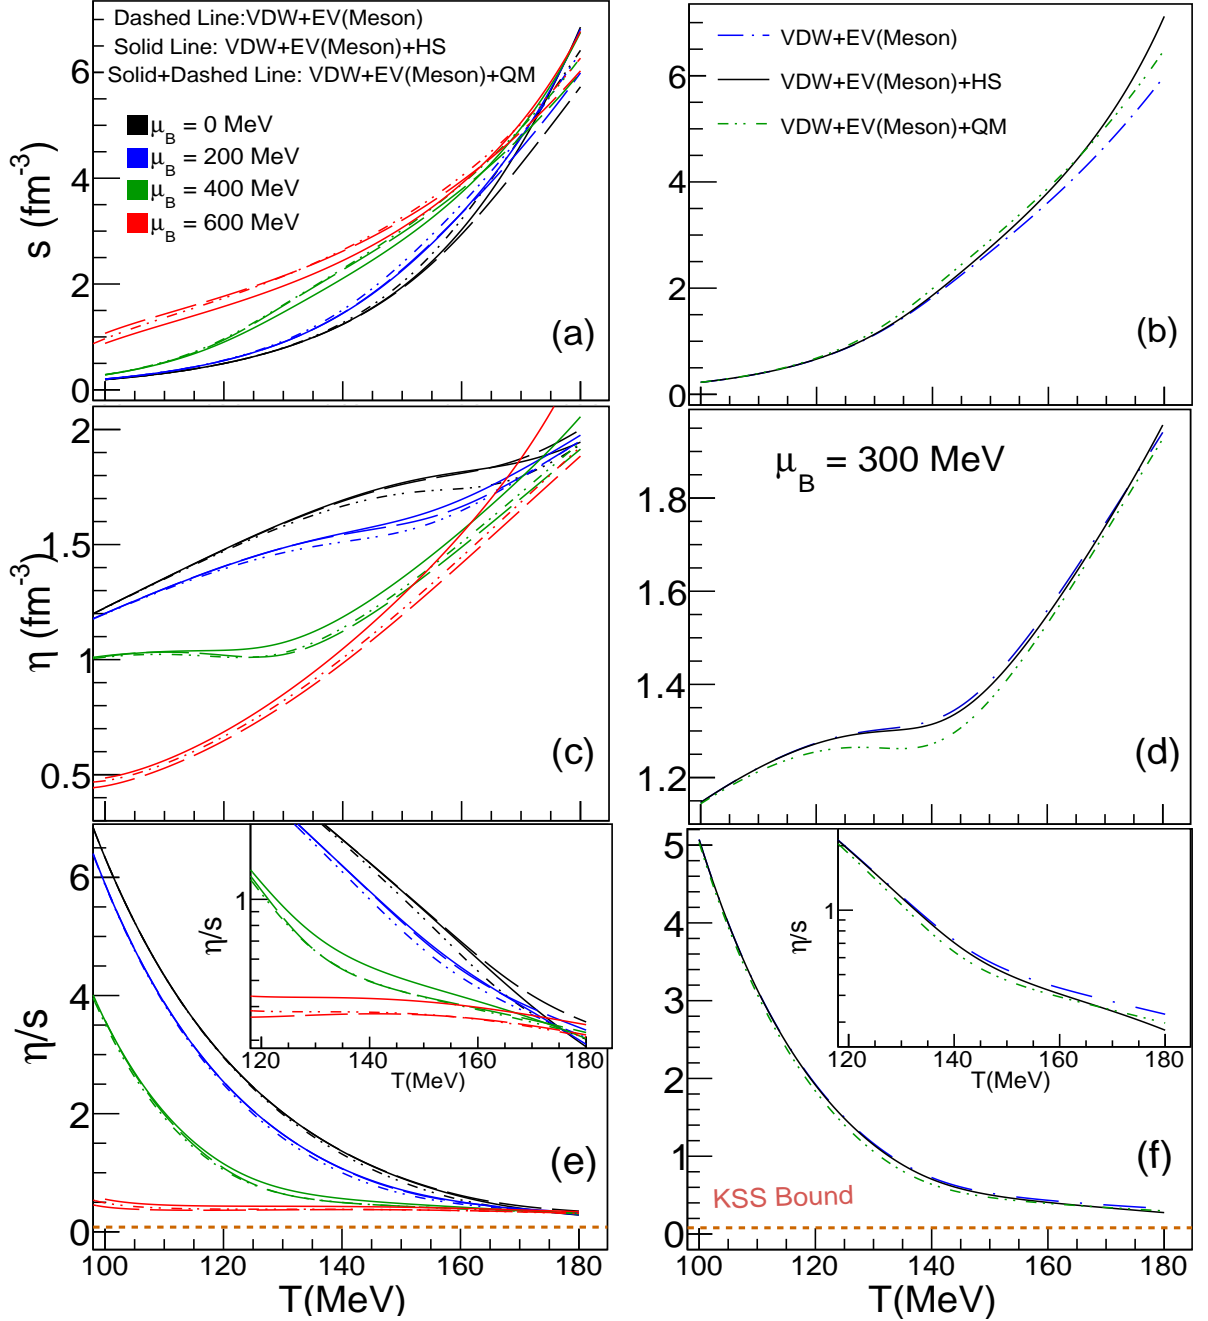 Dashed Line:VDW+EV(Meson)
Solid Line: VDW+EV(Meson)+HS
Solid+Dashed Line: VDW+EV(Meson)+QM
μB = 0 MeV
μB = 200 MeV
μB = 400 MeV
μB = 600 MeV
s (fm-3)
6
4
2
0
(a)
VDW+EV(Meson)
VDW+EV(Meson)+HS
VDW+EV(Meson)+QM
6
4
2
0
(b)
η (fm-3)
2
1.5
1
0.5
(c)
μB = 300 MeV
1.8
1.6
1.4
1.2
(d)
η/s
6
4
2
0
η/s
1
120 140 160 180
T(MeV)
(e)
100 120 140 160 180
T(MeV)
5
4
3
2
1
0
η/s
1
120 140 160 180
T(MeV)
(f)
KSS Bound
100 120 140 160 180
T(MeV)